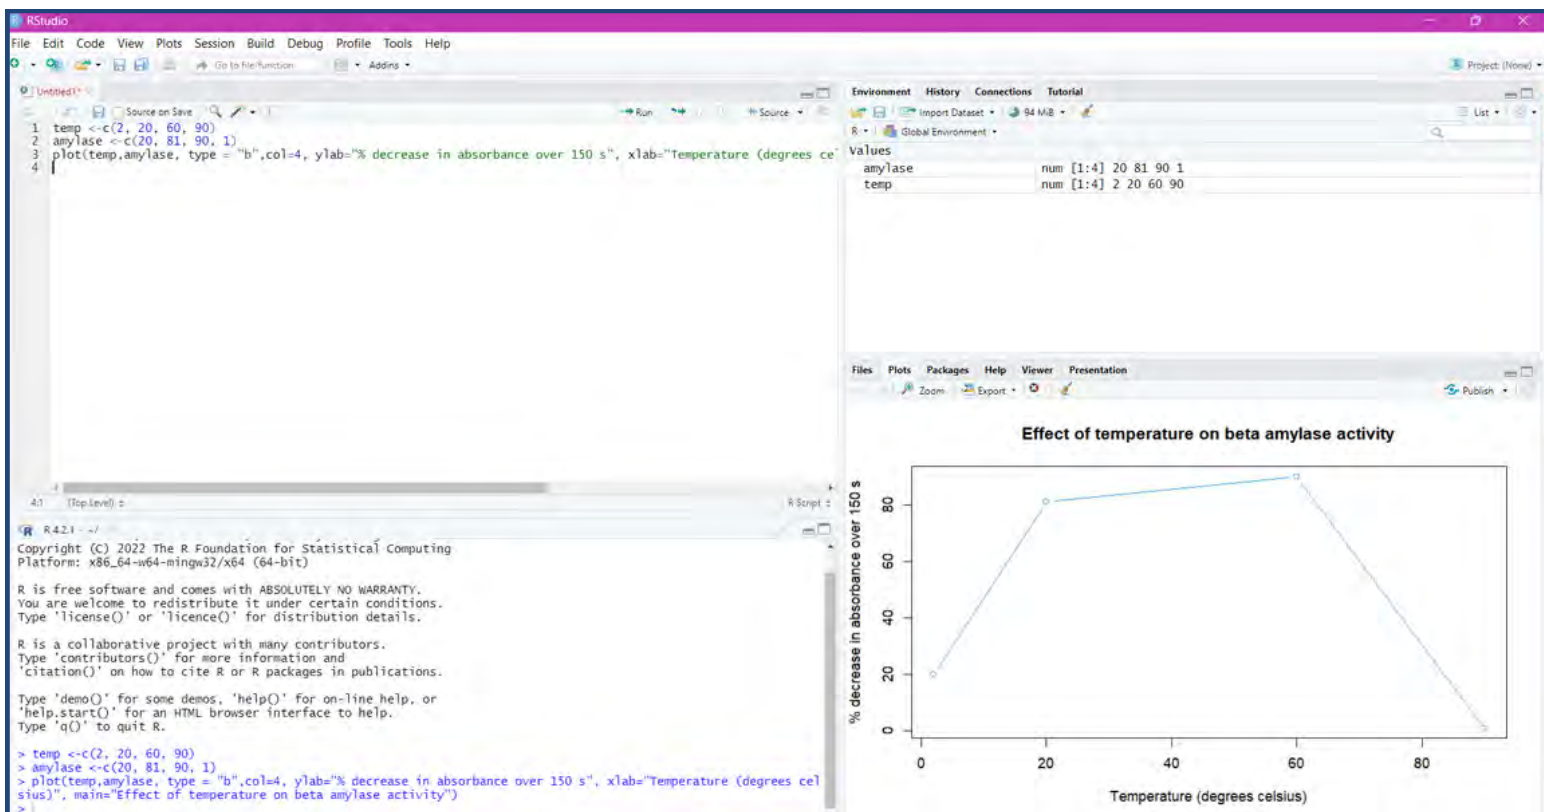 RStudio
File Edit Code View Plots Session Build Debug Profile Tools Help
Go to file/function Addins
Project: (None)
Untitled1*
Source on Save Run Source
1 temp <-c(2, 20, 60, 90)
2 amylase <-c(20, 81, 90, 1)
3 plot(temp,amylase, type = "b",col=4, ylab="% decrease in absorbance over 150 s", xlab="Temperature (degrees ce
4
4:1 (Top Level) R Script
R 4.2.1 · ~/
Copyright (C) 2022 The R Foundation for Statistical Computing
Platform: x86_64-w64-mingw32/x64 (64-bit)
R is free software and comes with ABSOLUTELY NO WARRANTY.
You are welcome to redistribute it under certain conditions.
Type 'license()' or 'licence()' for distribution details.
R is a collaborative project with many contributors.
Type 'contributors()' for more information and
'citation()' on how to cite R or R packages in publications.
Type 'demo()' for some demos, 'help()' for on-line help, or
'help.start()' for an HTML browser interface to help.
Type 'q()' to quit R.
> temp <-c(2, 20, 60, 90)
> amylase <-c(20, 81, 90, 1)
> plot(temp,amylase, type = "b",col=4, ylab="% decrease in absorbance over 150 s", xlab="Temperature (degrees cel
sius)", main="Effect of temperature on beta amylase activity")
>
Environment History Connections Tutorial
Import Dataset 94 MiB List
R Global Environment
Values
amylase num [1:4] 20 81 90 1
temp num [1:4] 2 20 60 90
Files Plots Packages Help Viewer Presentation
Zoom Export Publish
Effect of temperature on beta amylase activity
% decrease in absorbance over 150 s
80
60
40
20
0
0 20 40 60 80
Temperature (degrees celsius)